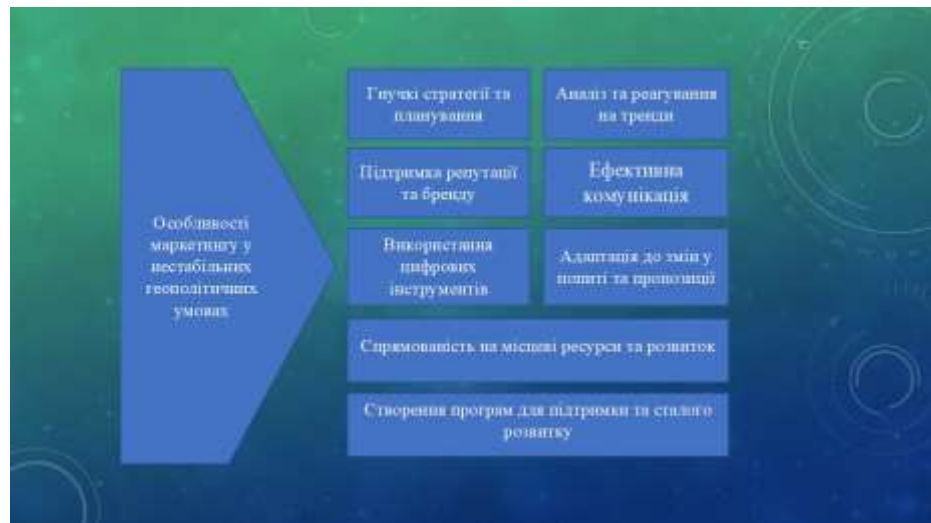 Особливості
маркетингу у
нестабільних
геополітичних
умовах
Гнучкі стратегії та
планування
Аналіз та реагування
на тренди
Підтримка репутації
та бренду
Ефективна
комунікація
Використання
цифрових
інструментів
Адаптація до змін у
попиті та пропозиції
Спрямованість на місцеві ресурси та розвиток
Створення програм для підтримки та сталого
розвитку